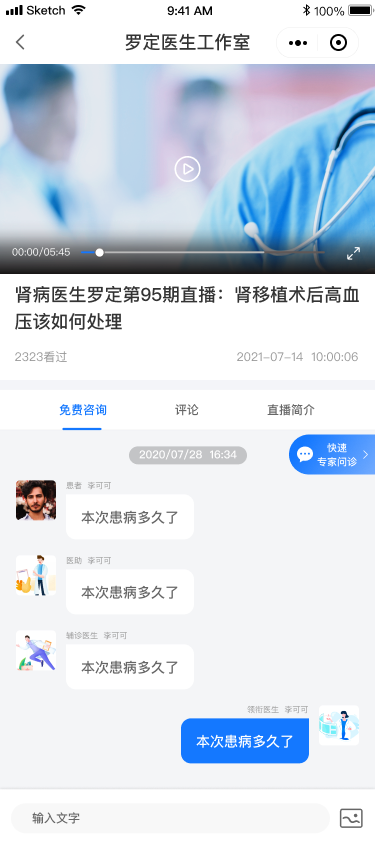 Sketch
9:41 AM
100%
罗定医生工作室
00:00/05:45
肾病医生罗定第95期直播：肾移植术后高血
压该如何处理
2323看过
2021-07-14 10:00:06
免费咨询
评论
直播简介
快速
专家问诊
2020/07/28 16:34
患者 李可可
本次患病多久了
医助 李可可
本次患病多久了
辅诊医生 李可可
本次患病多久了
领衔医生 李可可
本次患病多久了
输入文字